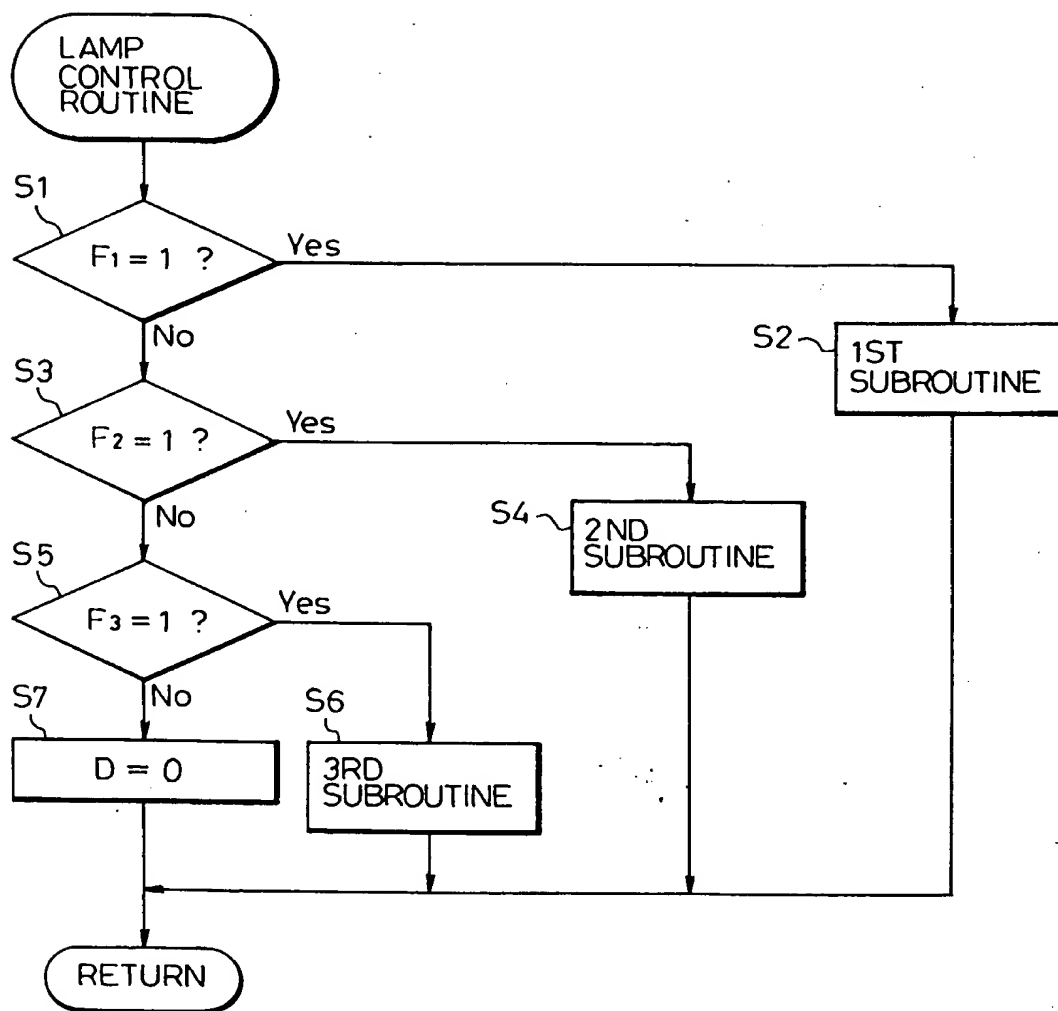 LAMP
CONTROL
ROUTINE
S1
F1 = 1 ?
Yes
No
S2
1ST
SUBROUTINE
S3
F2 = 1 ?
Yes
No
S4
2ND
SUBROUTINE
S5
F3 = 1 ?
Yes
No
S7
D = 0
S6
3RD
SUBROUTINE
RETURN